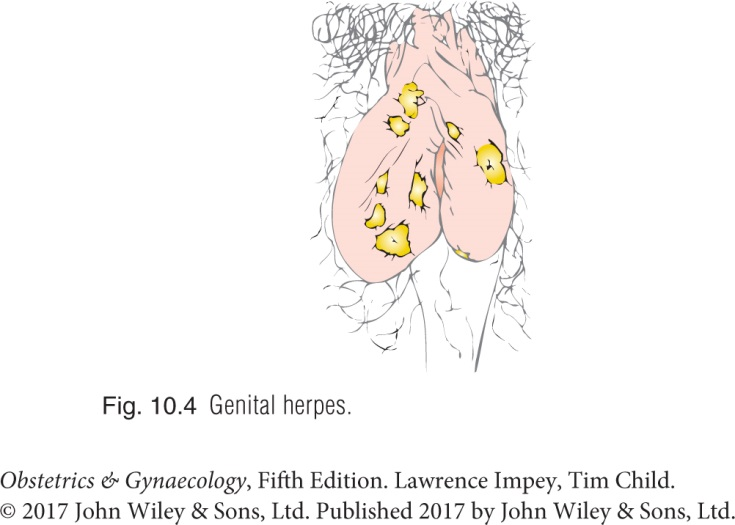 Fig. 10.4 Genital herpes.
Obstetrics & Gynaecology, Fifth Edition. Lawrence Impey, Tim Child.
© 2017 John Wiley & Sons, Ltd. Published 2017 by John Wiley & Sons, Ltd.